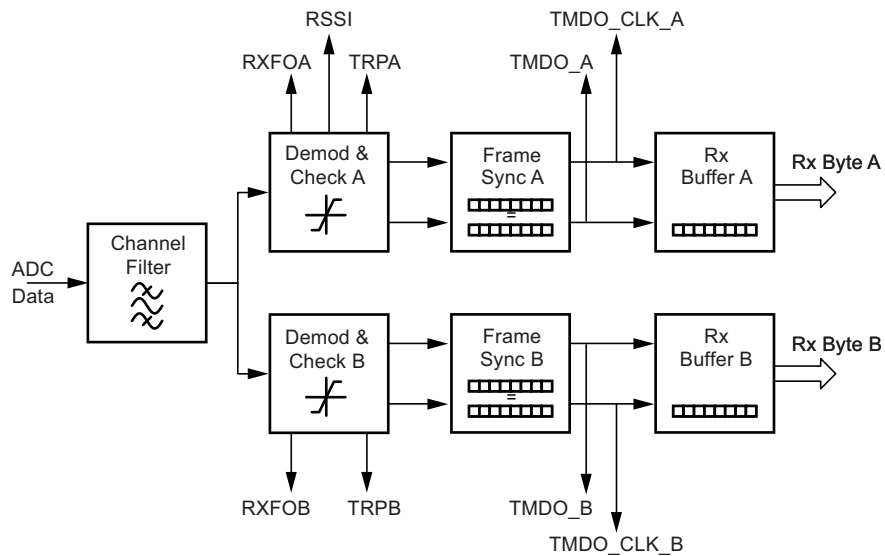 RSSI
TMDO_CLK_A
RXFOA
TRPA
TMDO_A
Demod &
Check A
Frame
Sync A
=
Rx
Buffer A
Rx Byte A
Channel
Filter
ADC
Data
Demod &
Check B
Frame
Sync B
=
Rx
Buffer B
Rx Byte B
RXFOB
TRPB
TMDO_B
TMDO_CLK_B